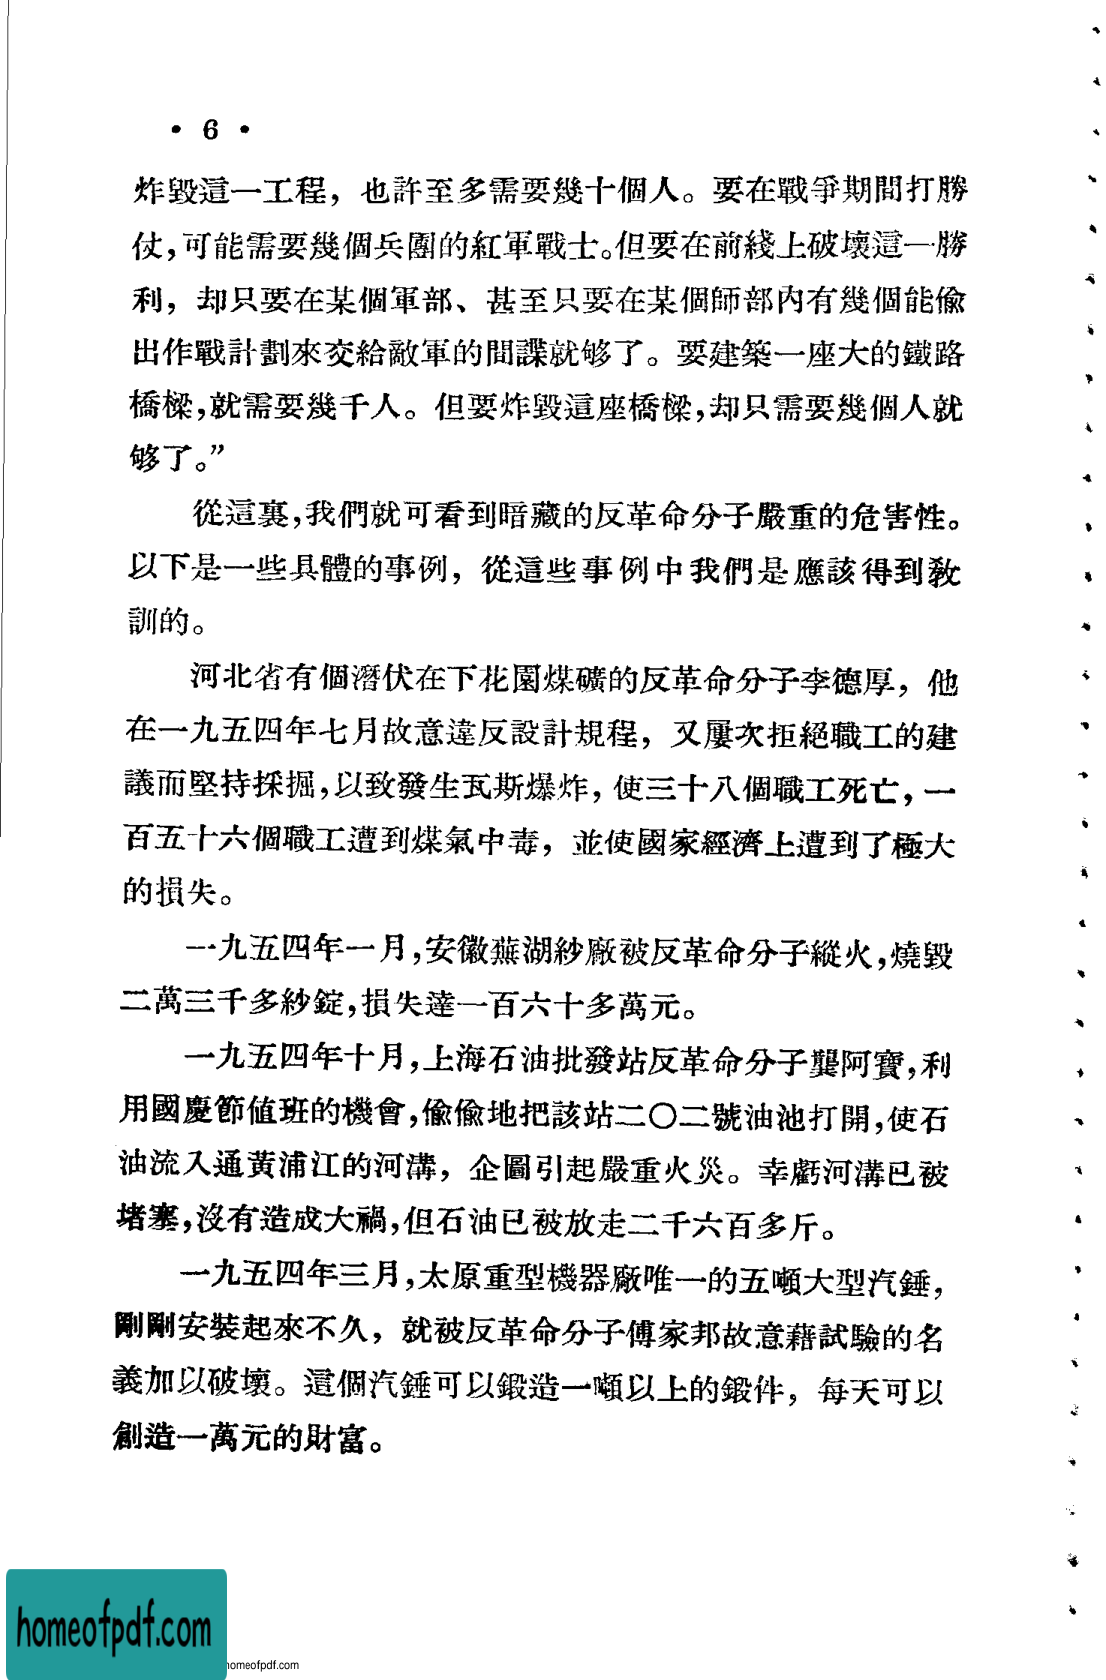 • 6 •
炸毀這一工程，也許至多需要幾十個人。要在戰爭期間打勝
仗，可能需要幾個兵團的紅軍戰士。但要在前綫上破壞這一勝
利，却只要在某個軍部、甚至只要在某個師部內有幾個能偸
出作戰計劃來交給敵軍的間諜就够了。要建築一座大的鐵路
橋樑，就需要幾千人。但要炸毀這座橋樑，却只需要幾個人就
够了。”
從這裏，我們就可看到暗藏的反革命分子嚴重的危害性。
以下是一些具體的事例，從這些事例中我們是應該得到敎
訓的。
河北省有個潛伏在下花園煤礦的反革命分子李德厚，他
在一九五四年七月故意違反設計規程，又屢次拒絕職工的建
議而堅持採掘，以致發生瓦斯爆炸，使三十八個職工死亡，一
百五十六個職工遭到煤氣中毒，並使國家經濟上遭到了極大
的損失。
一九五四年一月，安徽蕪湖紗廠被反革命分子縱火，燒毀
二萬三千多紗錠，損失達一百六十多萬元。
一九五四年十月，上海石油批發站反革命分子龔阿寶，利
用國慶節値班的機會，偸偸地把該站二〇二號油池打開，使石
油流入通黃浦江的河溝，企圖引起嚴重火災。幸虧河溝已被
堵塞，沒有造成大禍，但石油已被放走二千六百多斤。
一九五四年三月，太原重型機器廠唯一的五噸大型汽錘，
剛剛安裝起來不久，就被反革命分子傅家邦故意藉試驗的名
義加以破壞。這個汽錘可以鍛造一噸以上的鍛件，每天可以
創造一萬元的財富。
homeofpdf.com
homeofpdf.com